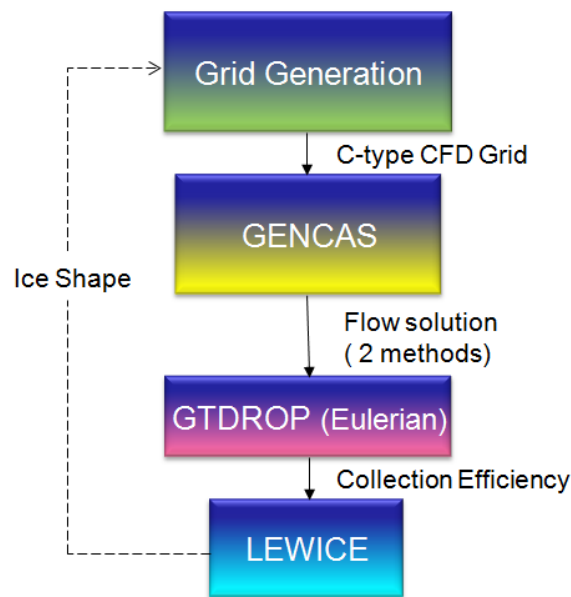 Grid Generation
C-type CFD Grid
GENCAS
Ice Shape
Flow solution
( 2 methods)
GTDROP (Eulerian)
Collection Efficiency
LEWICE